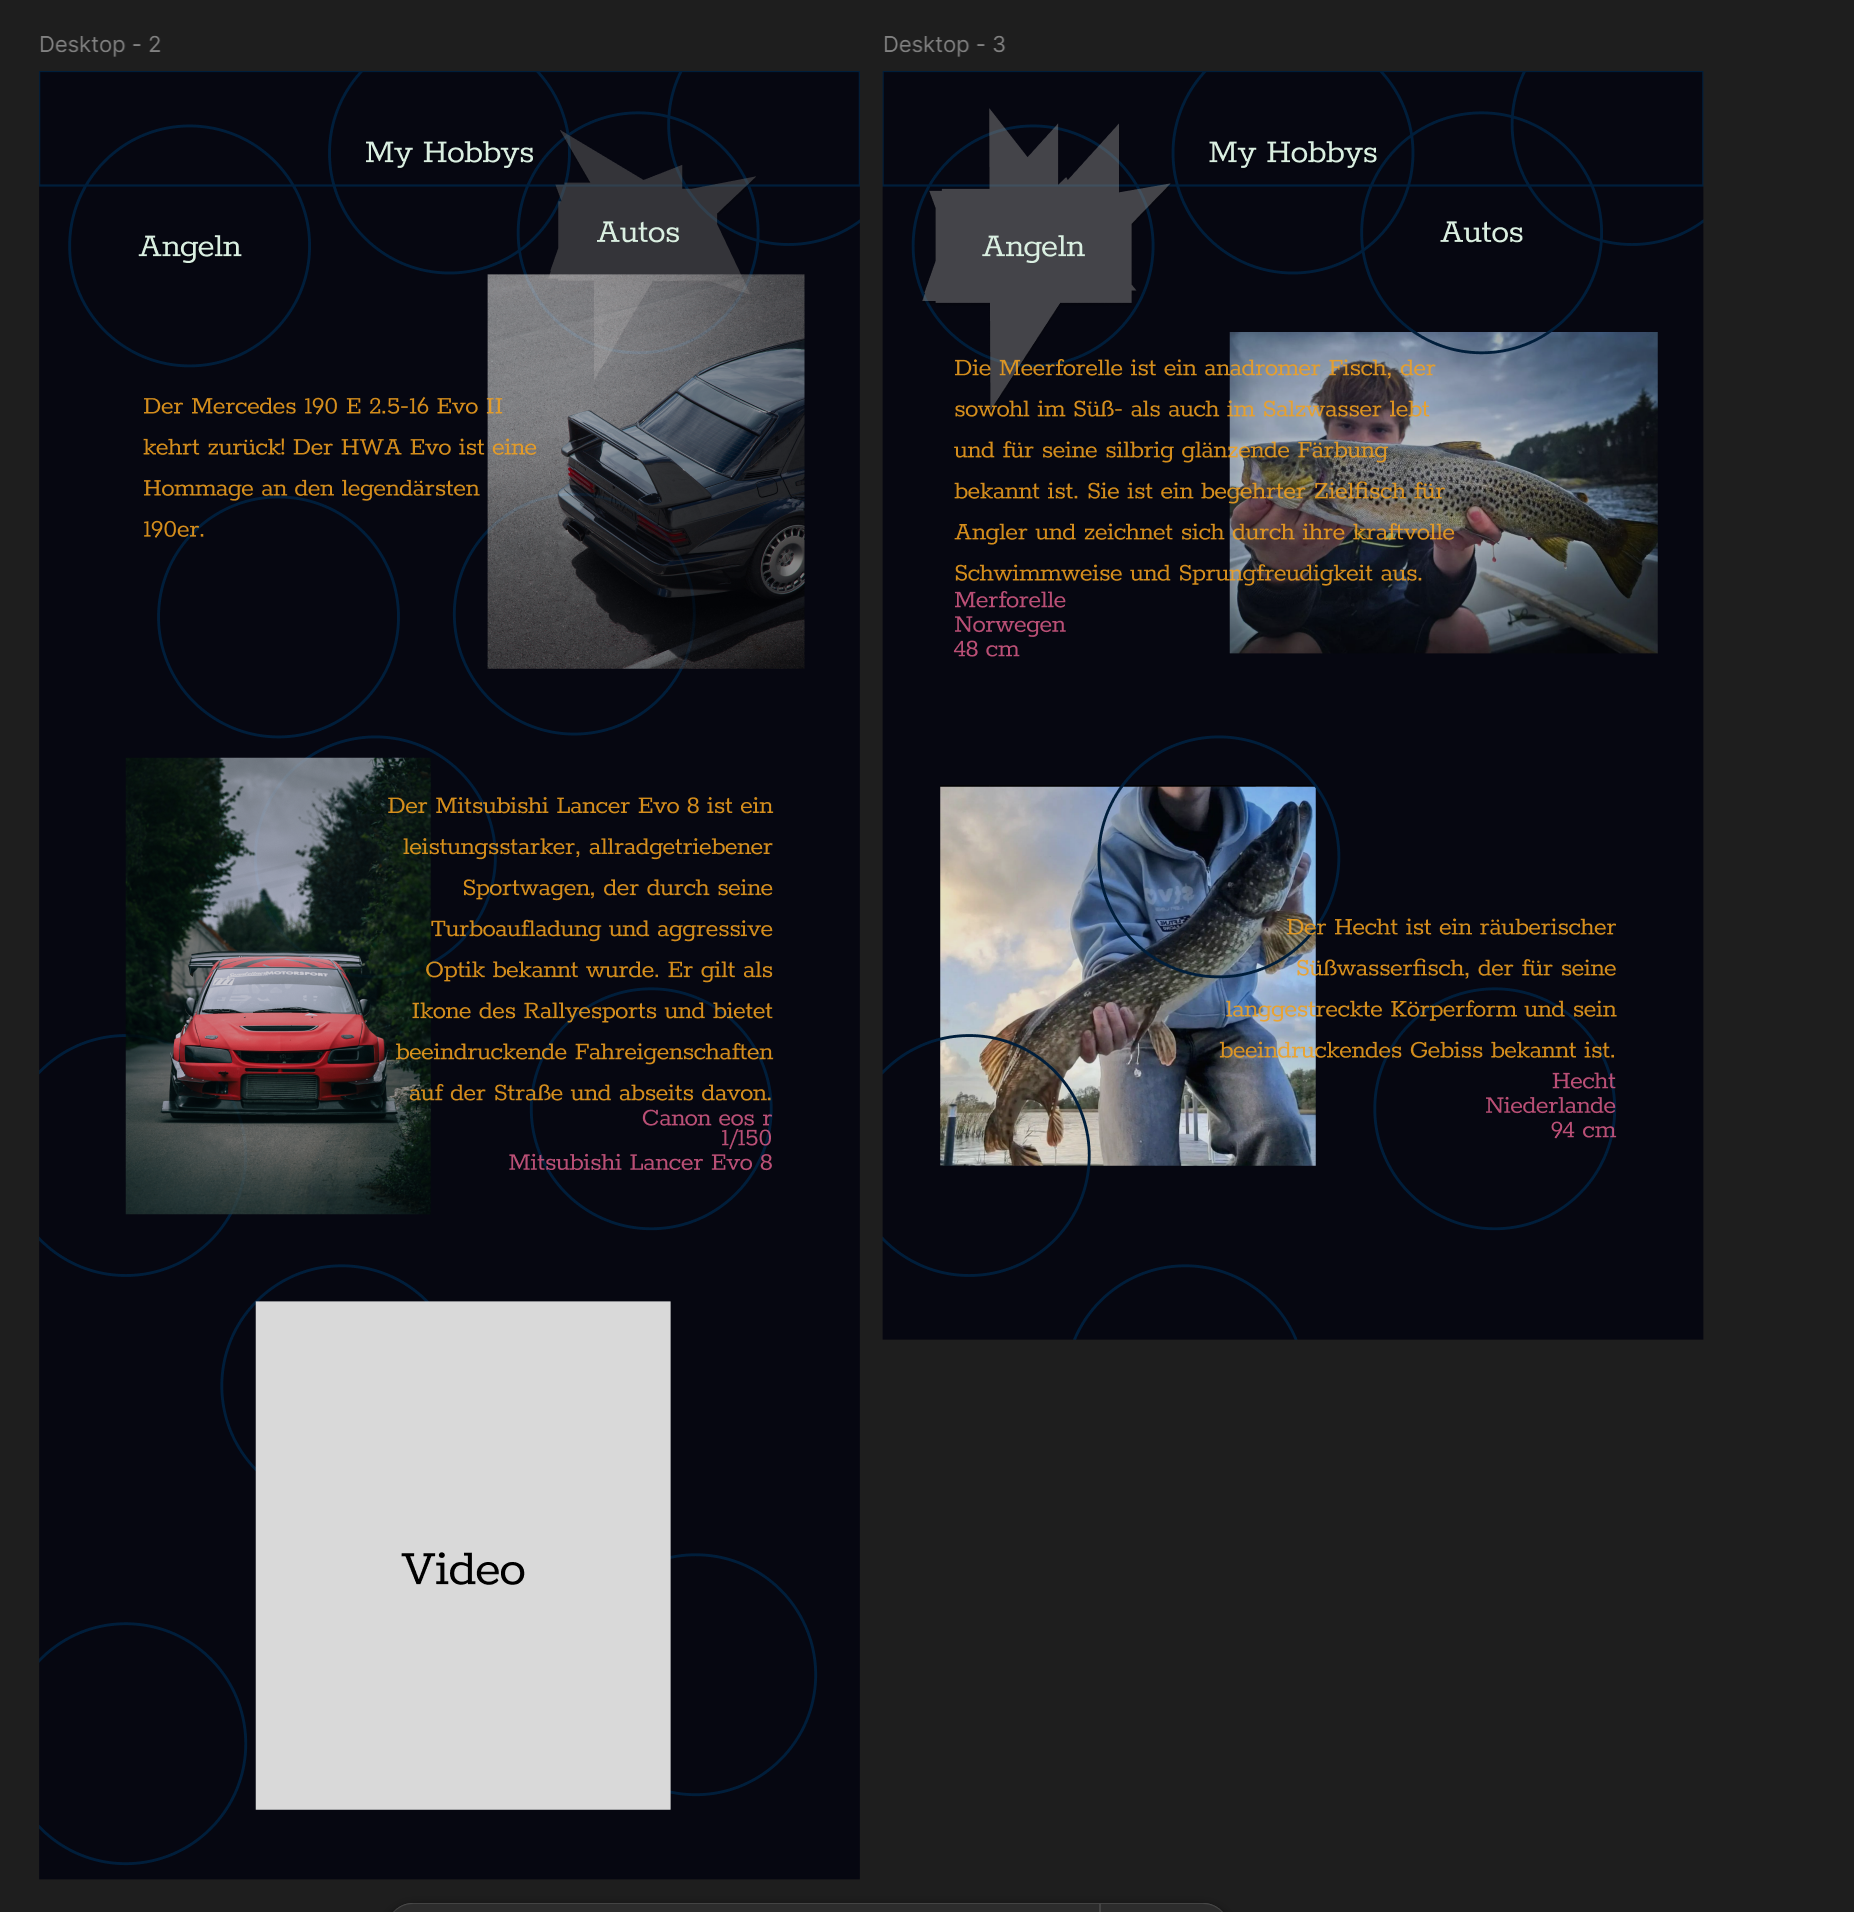 Desktop - 2
My Hobbys
Angeln
Autos
Der Mercedes 190 E 2.5-16 Evo II
kehrt zurück! Der HWA Evo ist eine
Hommage an den legendärsten
190er.
MOTORSPORT
Der Mitsubishi Lancer Evo 8 ist ein
leistungsstarker, allradgetriebener
Sportwagen, der durch seine
Turboaufladung und aggressive
Optik bekannt wurde. Er gilt als
Ikone des Rallyesports und bietet
beeindruckende Fahreigenschaften
auf der Straße und abseits davon.
Canon eos r
1/150
Mitsubishi Lancer Evo 8
Video
Desktop - 3
My Hobbys
Angeln
Autos
Die Meerforelle ist ein anadromer Fisch, der
sowohl im Süß- als auch im Salzwasser lebt
und für seine silbrig glänzende Färbung
bekannt ist. Sie ist ein begehrter Zielfisch für
Angler und zeichnet sich durch ihre kraftvolle
Schwimmweise und Sprungfreudigkeit aus.
Merforelle
Norwegen
48 cm
Der Hecht ist ein räuberischer
Süßwasserfisch, der für seine
langgestreckte Körperform und sein
beeindruckendes Gebiss bekannt ist.
Hecht
Niederlande
94 cm